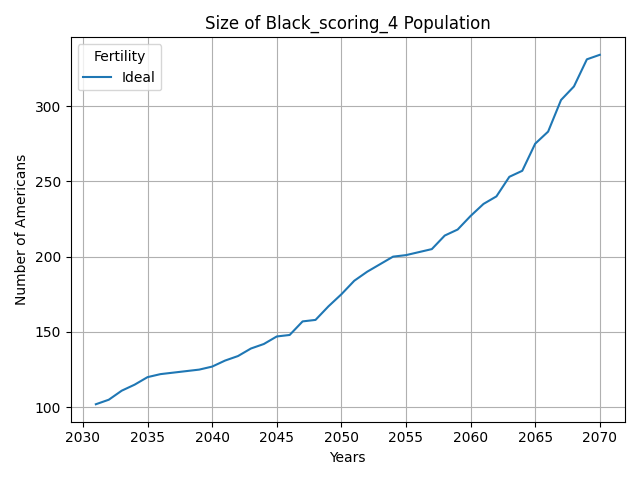 Size of Black_scoring_4 Population
Fertility
Ideal
Number of Americans
300
250
200
150
100
2030 2035 2040 2045 2050 2055 2060 2065 2070
Years